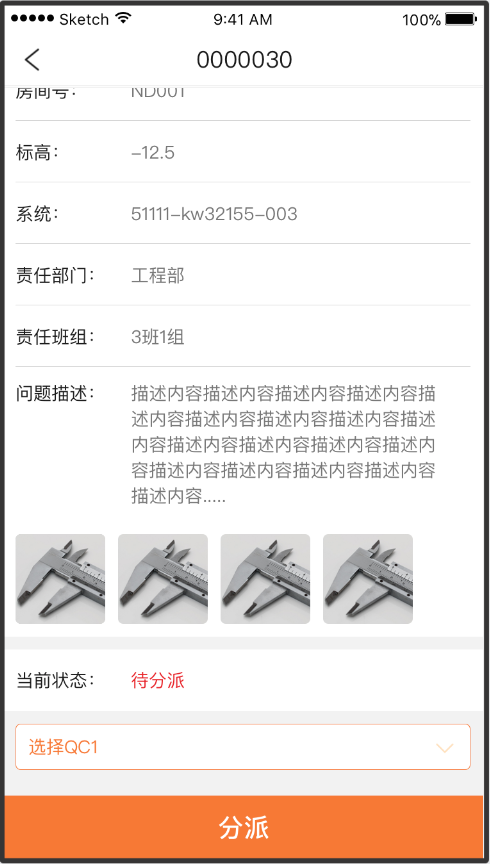 Sketch 9:41 AM 100%
0000030
房间号： ND001
标高： -12.5
系统： 51111-kw32155-003
责任部门： 工程部
责任班组： 3班1组
问题描述： 描述内容描述内容描述内容描述内容描
述内容描述内容描述内容描述内容描述
内容描述内容描述内容描述内容描述内
容描述内容描述内容描述内容描述内容
描述内容.....
当前状态： 待分派
选择QC1
分派